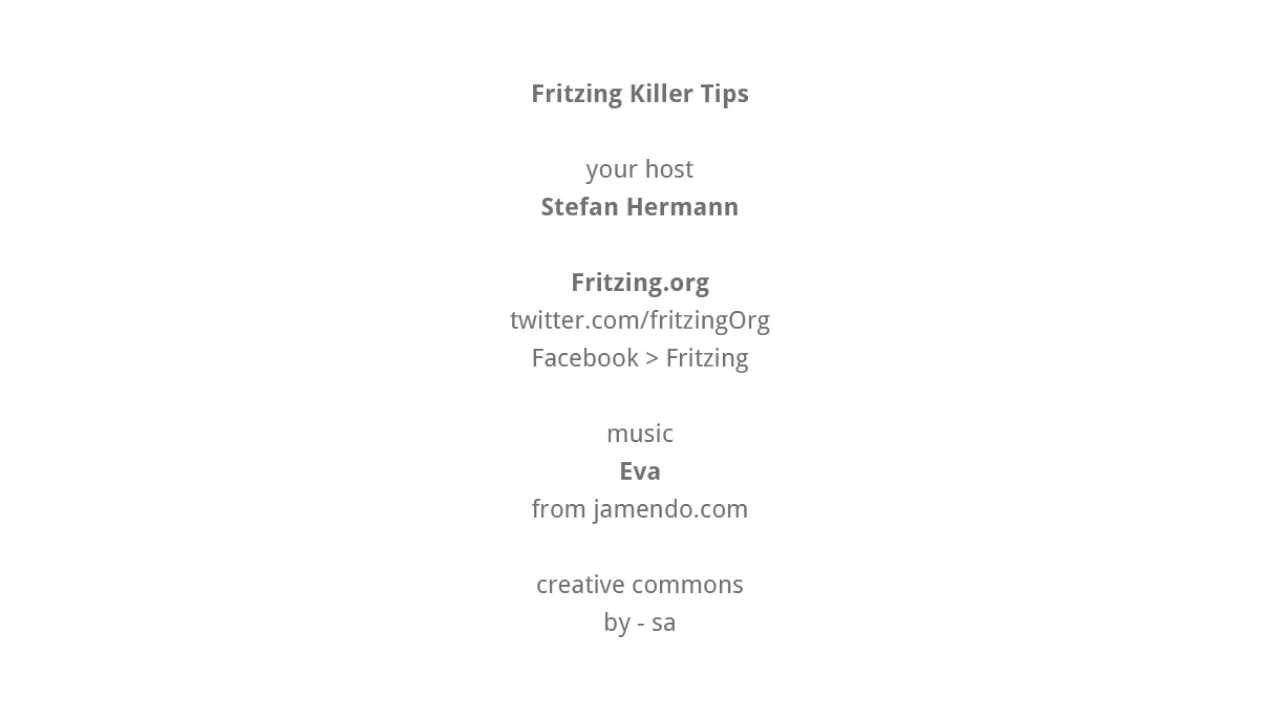 Fritzing Killer Tips
your host
Stefan Hermann
Fritzing.org
twitter.com/fritzingOrg
Facebook > Fritzing
music
Eva
from jamendo.com
creative commons
by - sa